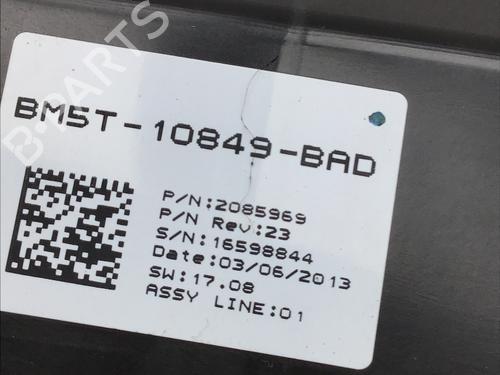 B-PARTS
BM5T-10849-BAD
P/N:2085969
P/N Rev:23
S/N:16598844
Date:03/06/2013
SW:17.08
ASSY LINE:01